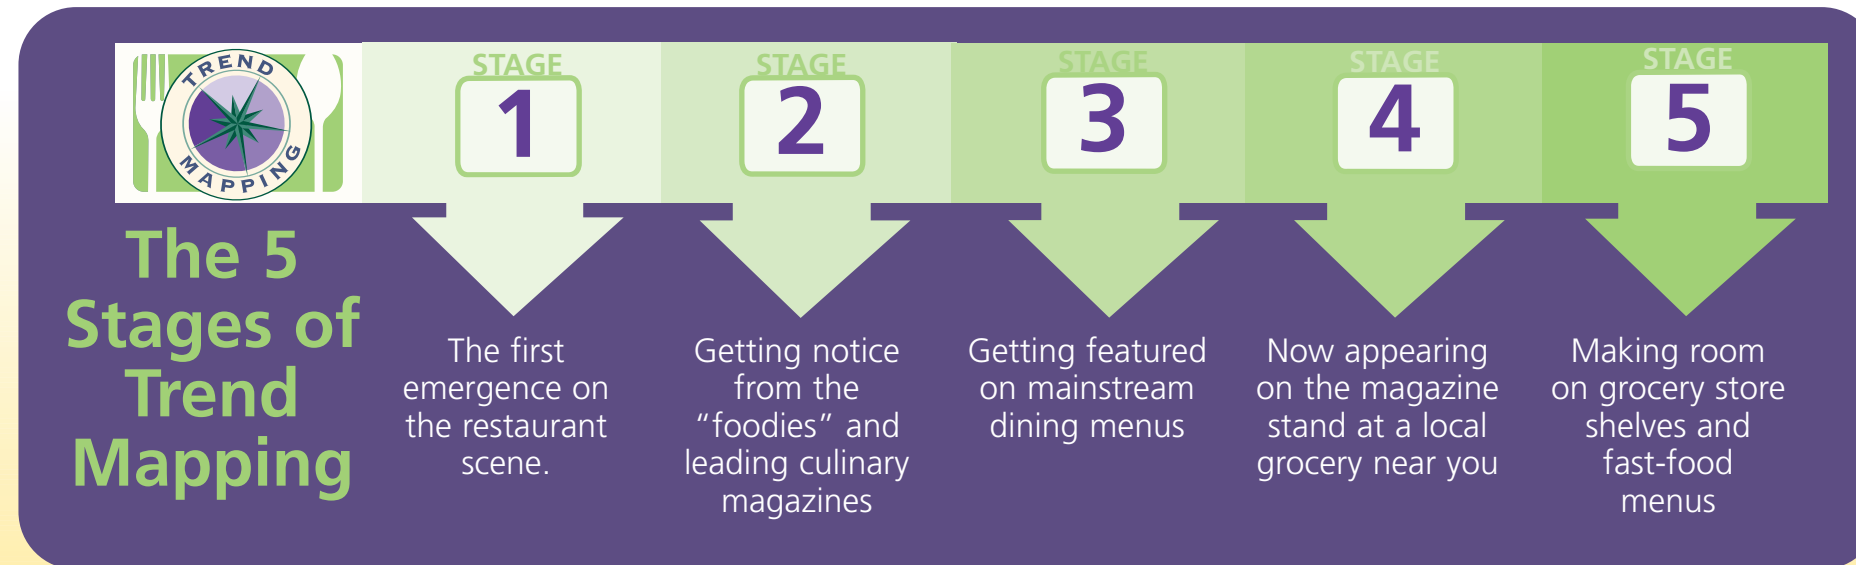 TREND
MAPPING
The 5
Stages of
Trend
Mapping
STAGE
1
The first
emergence on
the restaurant
scene.
STAGE
2
Getting notice
from the
“foodies” and
leading culinary
magazines
STAGE
3
Getting featured
on mainstream
dining menus
STAGE
4
Now appearing
on the magazine
stand at a local
grocery near you
STAGE
5
Making room
on grocery store
shelves and
fast-food
menus